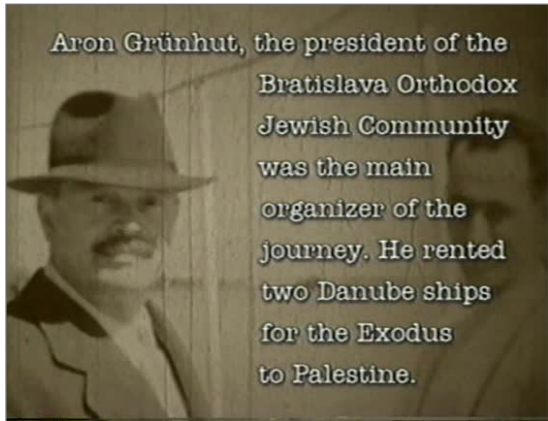 Aron Grünhut, the president of the
Bratislava Orthodox
Jewish Community
was the main
organizer of the
journey. He rented
two Danube ships
for the Exodus
to Palestine.